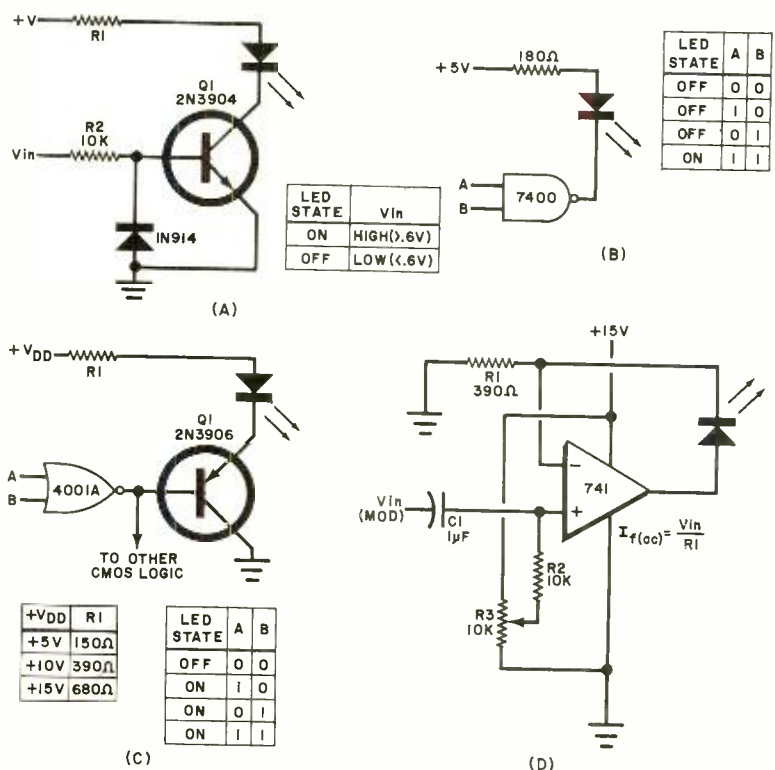 +V
R1
Q1
2N3904
R2
10K
Vin
1N914
LED STATE Vin
ON HIGH(>.6V)
OFF LOW(<.6V)
(A)
180Ω
+5V
A
B
7400
LED STATE A B
OFF 0 0
OFF 1 0
OFF 0 1
ON 1 1
(B)
+VDD
R1
Q1
2N3906
A
B
4001A
TO OTHER
CMOS LOGIC
+VDD R1
+5V 150Ω
+10V 390Ω
+15V 680Ω
LED STATE A B
OFF 0 0
ON 1 0
ON 0 1
ON 1 1
(C)
+15V
R1
390Ω
-
741
+
Vin
(MOD)
C1
1µF
If(ac)=Vin/R1
R2
10K
R3
10K
(D)